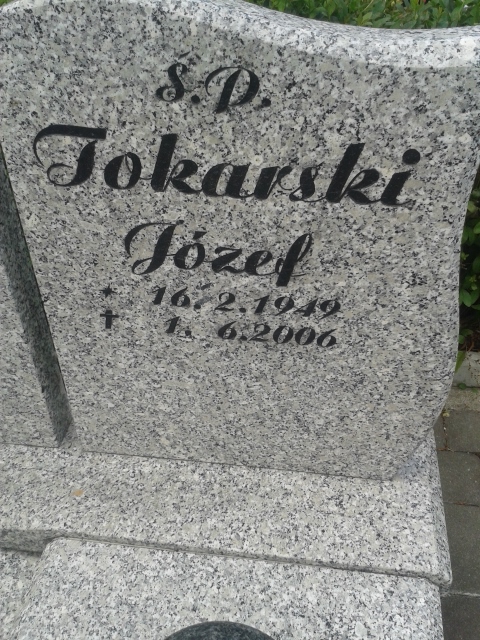 Ś.P.
Tokarski
Józef
* 16. 2.1949
✝ 1. 6.2006